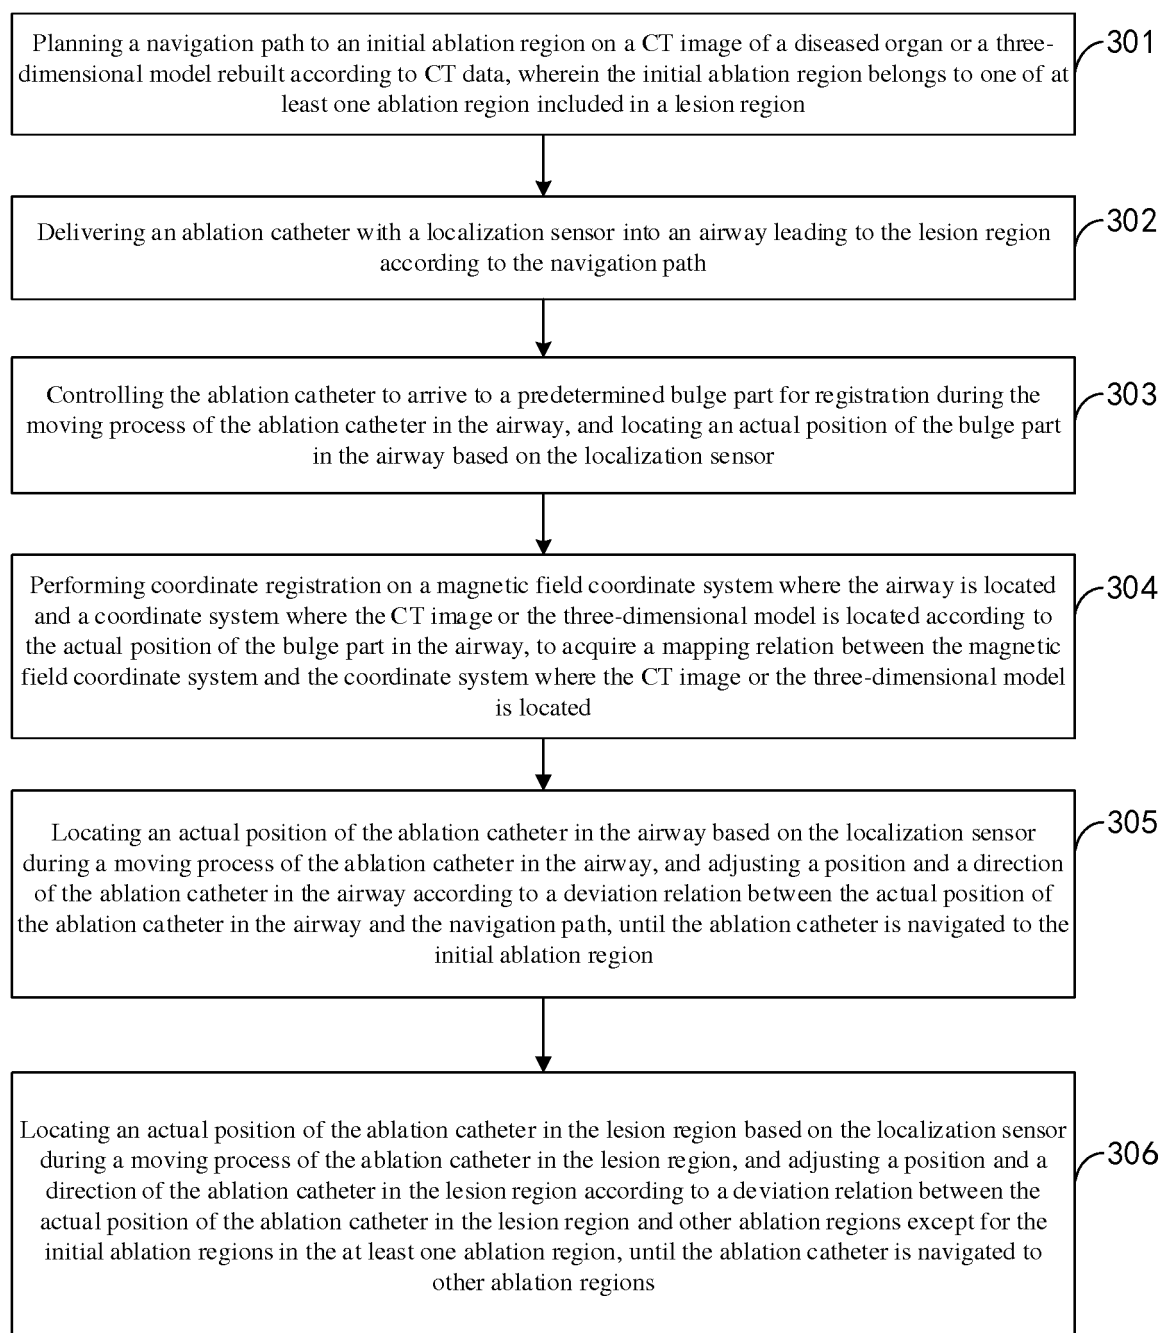 Planning a navigation path to an initial ablation region on a CT image of a diseased organ or a three-
dimensional model rebuilt according to CT data, wherein the initial ablation region belongs to one of at
least one ablation region included in a lesion region
301
Delivering an ablation catheter with a localization sensor into an airway leading to the lesion region
according to the navigation path
302
Controlling the ablation catheter to arrive to a predetermined bulge part for registration during the
moving process of the ablation catheter in the airway, and locating an actual position of the bulge part
in the airway based on the localization sensor
303
Performing coordinate registration on a magnetic field coordinate system where the airway is located
and a coordinate system where the CT image or the three-dimensional model is located according to
the actual position of the bulge part in the airway, to acquire a mapping relation between the magnetic
field coordinate system and the coordinate system where the CT image or the three-dimensional model
is located
304
Locating an actual position of the ablation catheter in the airway based on the localization sensor
during a moving process of the ablation catheter in the airway, and adjusting a position and a direction
of the ablation catheter in the airway according to a deviation relation between the actual position of
the ablation catheter in the airway and the navigation path, until the ablation catheter is navigated to the
initial ablation region
305
Locating an actual position of the ablation catheter in the lesion region based on the localization sensor
during a moving process of the ablation catheter in the lesion region, and adjusting a position and a
direction of the ablation catheter in the lesion region according to a deviation relation between the
actual position of the ablation catheter in the lesion region and other ablation regions except for the
initial ablation regions in the at least one ablation region, until the ablation catheter is navigated to
other ablation regions
306